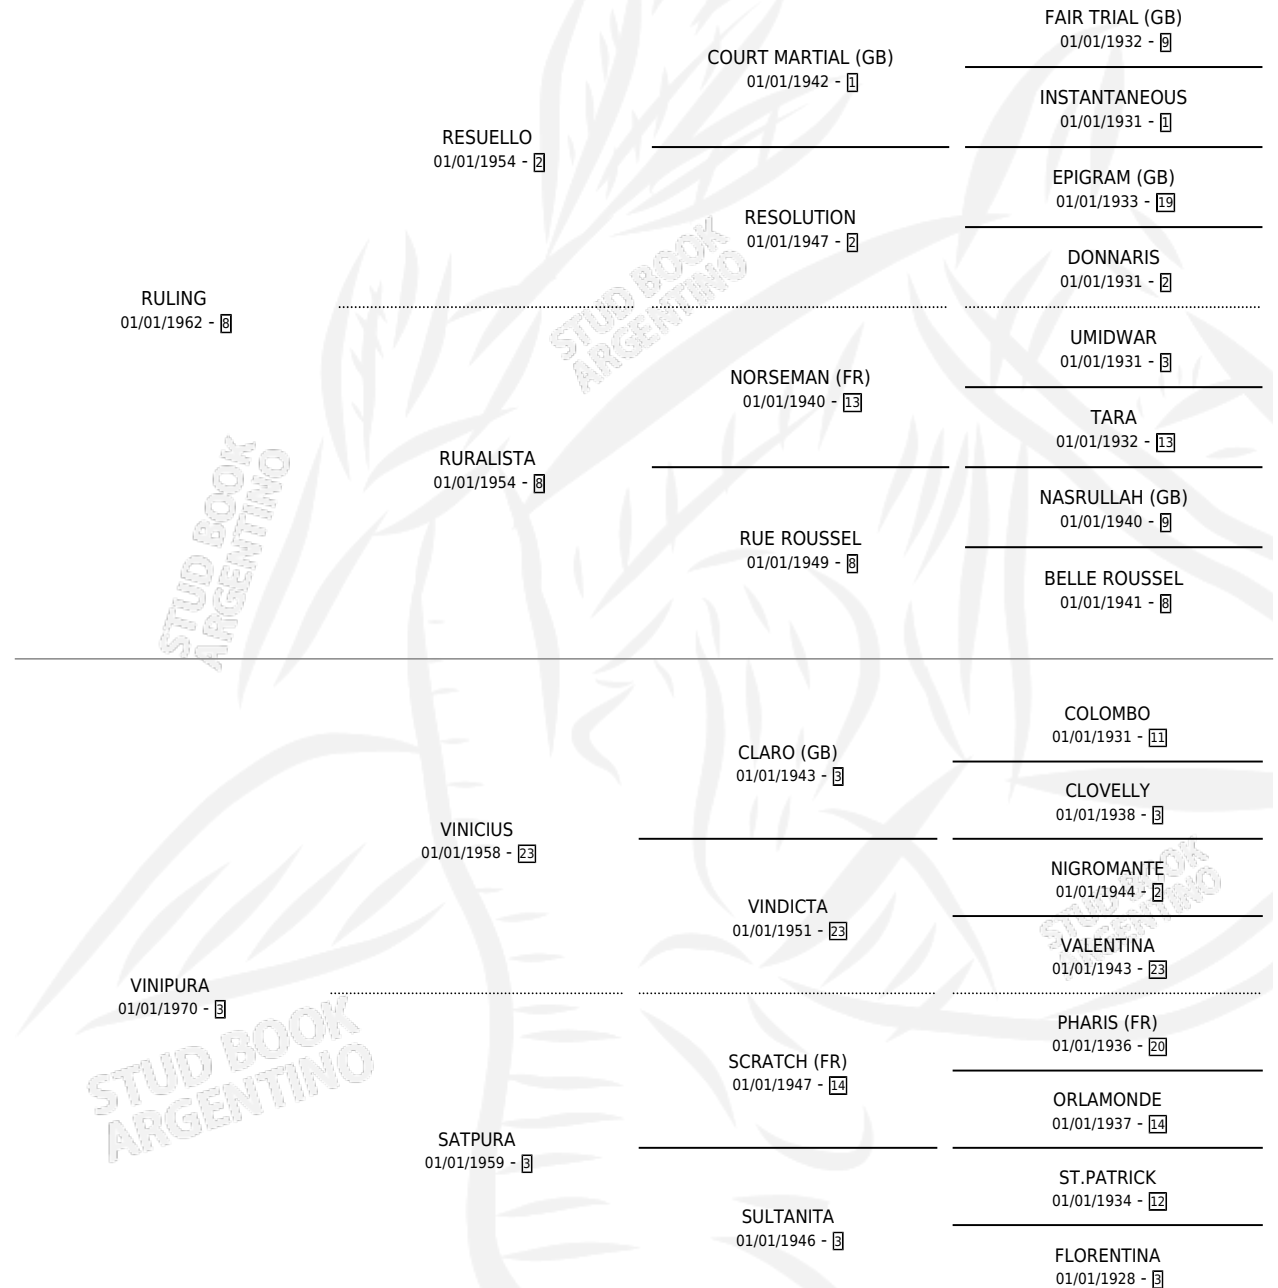 FAIR TRIAL (GB)
01/01/1932 - 9
COURT MARTIAL (GB)
01/01/1942 - 1
INSTANTANEOUS
01/01/1931 - 1
RESUELLO
01/01/1954 - 2
EPIGRAM (GB)
01/01/1933 - 19
RESOLUTION
01/01/1947 - 2
DONNARIS
01/01/1931 - 2
RULING
01/01/1962 - 8
UMIDWAR
01/01/1931 - 3
NORSEMAN (FR)
01/01/1940 - 13
TARA
01/01/1932 - 13
RURALISTA
01/01/1954 - 8
NASRULLAH (GB)
01/01/1940 - 9
RUE ROUSSEL
01/01/1949 - 8
BELLE ROUSSEL
01/01/1941 - 8
STUD BOOK
ARGENTINO
STUD BOOK
ARGENTINO
COLOMBO
01/01/1931 - 11
CLARO (GB)
01/01/1943 - 3
CLOVELLY
01/01/1938 - 3
VINICIUS
01/01/1958 - 23
NIGROMANTE
01/01/1944 - 2
VINDICTA
01/01/1951 - 23
VALENTINA
01/01/1943 - 23
STUD BOOK
ARGENTINO
VINIPURA
01/01/1970 - 3
PHARIS (FR)
01/01/1936 - 20
SCRATCH (FR)
01/01/1947 - 14
ORLAMONDE
01/01/1937 - 14
STUD BOOK
ARGENTINO
SATPURA
01/01/1959 - 3
ST.PATRICK
01/01/1934 - 12
SULTANITA
01/01/1946 - 3
FLORENTINA
01/01/1928 - 3